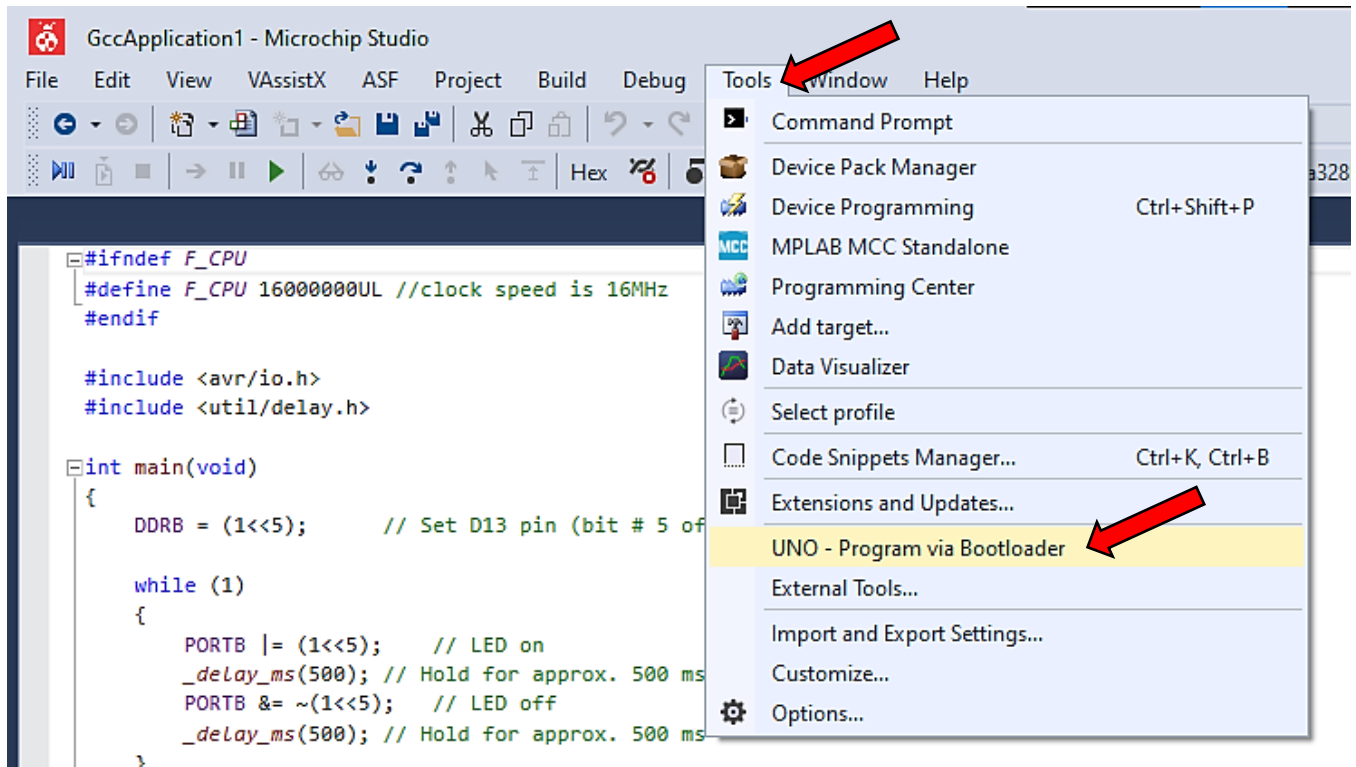 GccApplication1 - Microchip Studio
File Edit View VAssistX ASF Project Build Debug Tools Window Help
Hex
a328
Command Prompt
Device Pack Manager
Device Programming Ctrl+Shift+P
MCC MPLAB MCC Standalone
Programming Center
Add target...
Data Visualizer
Select profile
Code Snippets Manager... Ctrl+K, Ctrl+B
Extensions and Updates...
UNO - Program via Bootloader
External Tools...
Import and Export Settings...
Customize...
Options...
#ifndef F_CPU
#define F_CPU 16000000UL //clock speed is 16MHz
#endif
#include <avr/io.h>
#include <util/delay.h>
int main(void)
{
DDRB = (1<<5); // Set D13 pin (bit # 5 of
while (1)
{
PORTB |= (1<<5); // LED on
_delay_ms(500); // Hold for approx. 500 ms
PORTB &= ~(1<<5); // LED off
_delay_ms(500); // Hold for approx. 500 ms
}